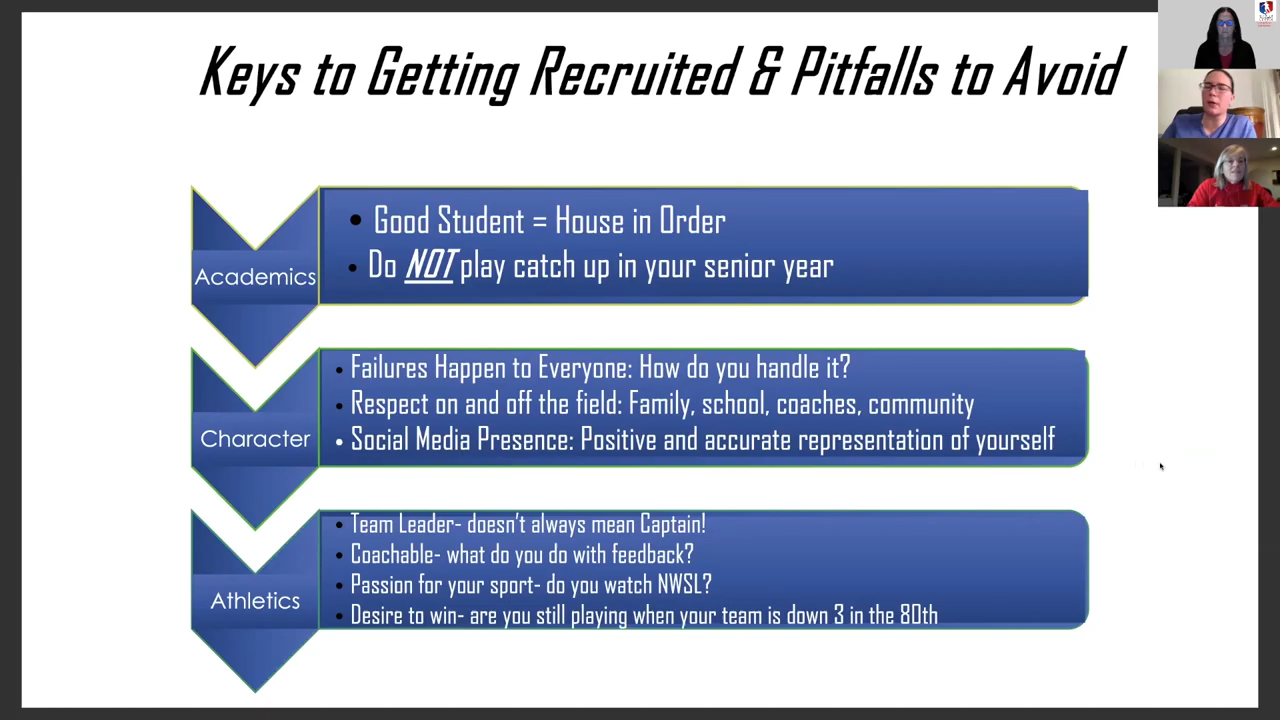 Keys to Getting Recruited & Pitfalls to Avoid
Academics
• Good Student = House in Order
• Do NOT play catch up in your senior year
Character
• Failures Happen to Everyone: How do you handle it?
• Respect on and off the field: Family, school, coaches, community
• Social Media Presence: Positive and accurate representation of yourself
Athletics
• Team Leader- doesn't always mean Captain!
• Coachable- what do you do with feedback?
• Passion for your sport- do you watch NWSL?
• Desire to win- are you still playing when your team is down 3 in the 80th